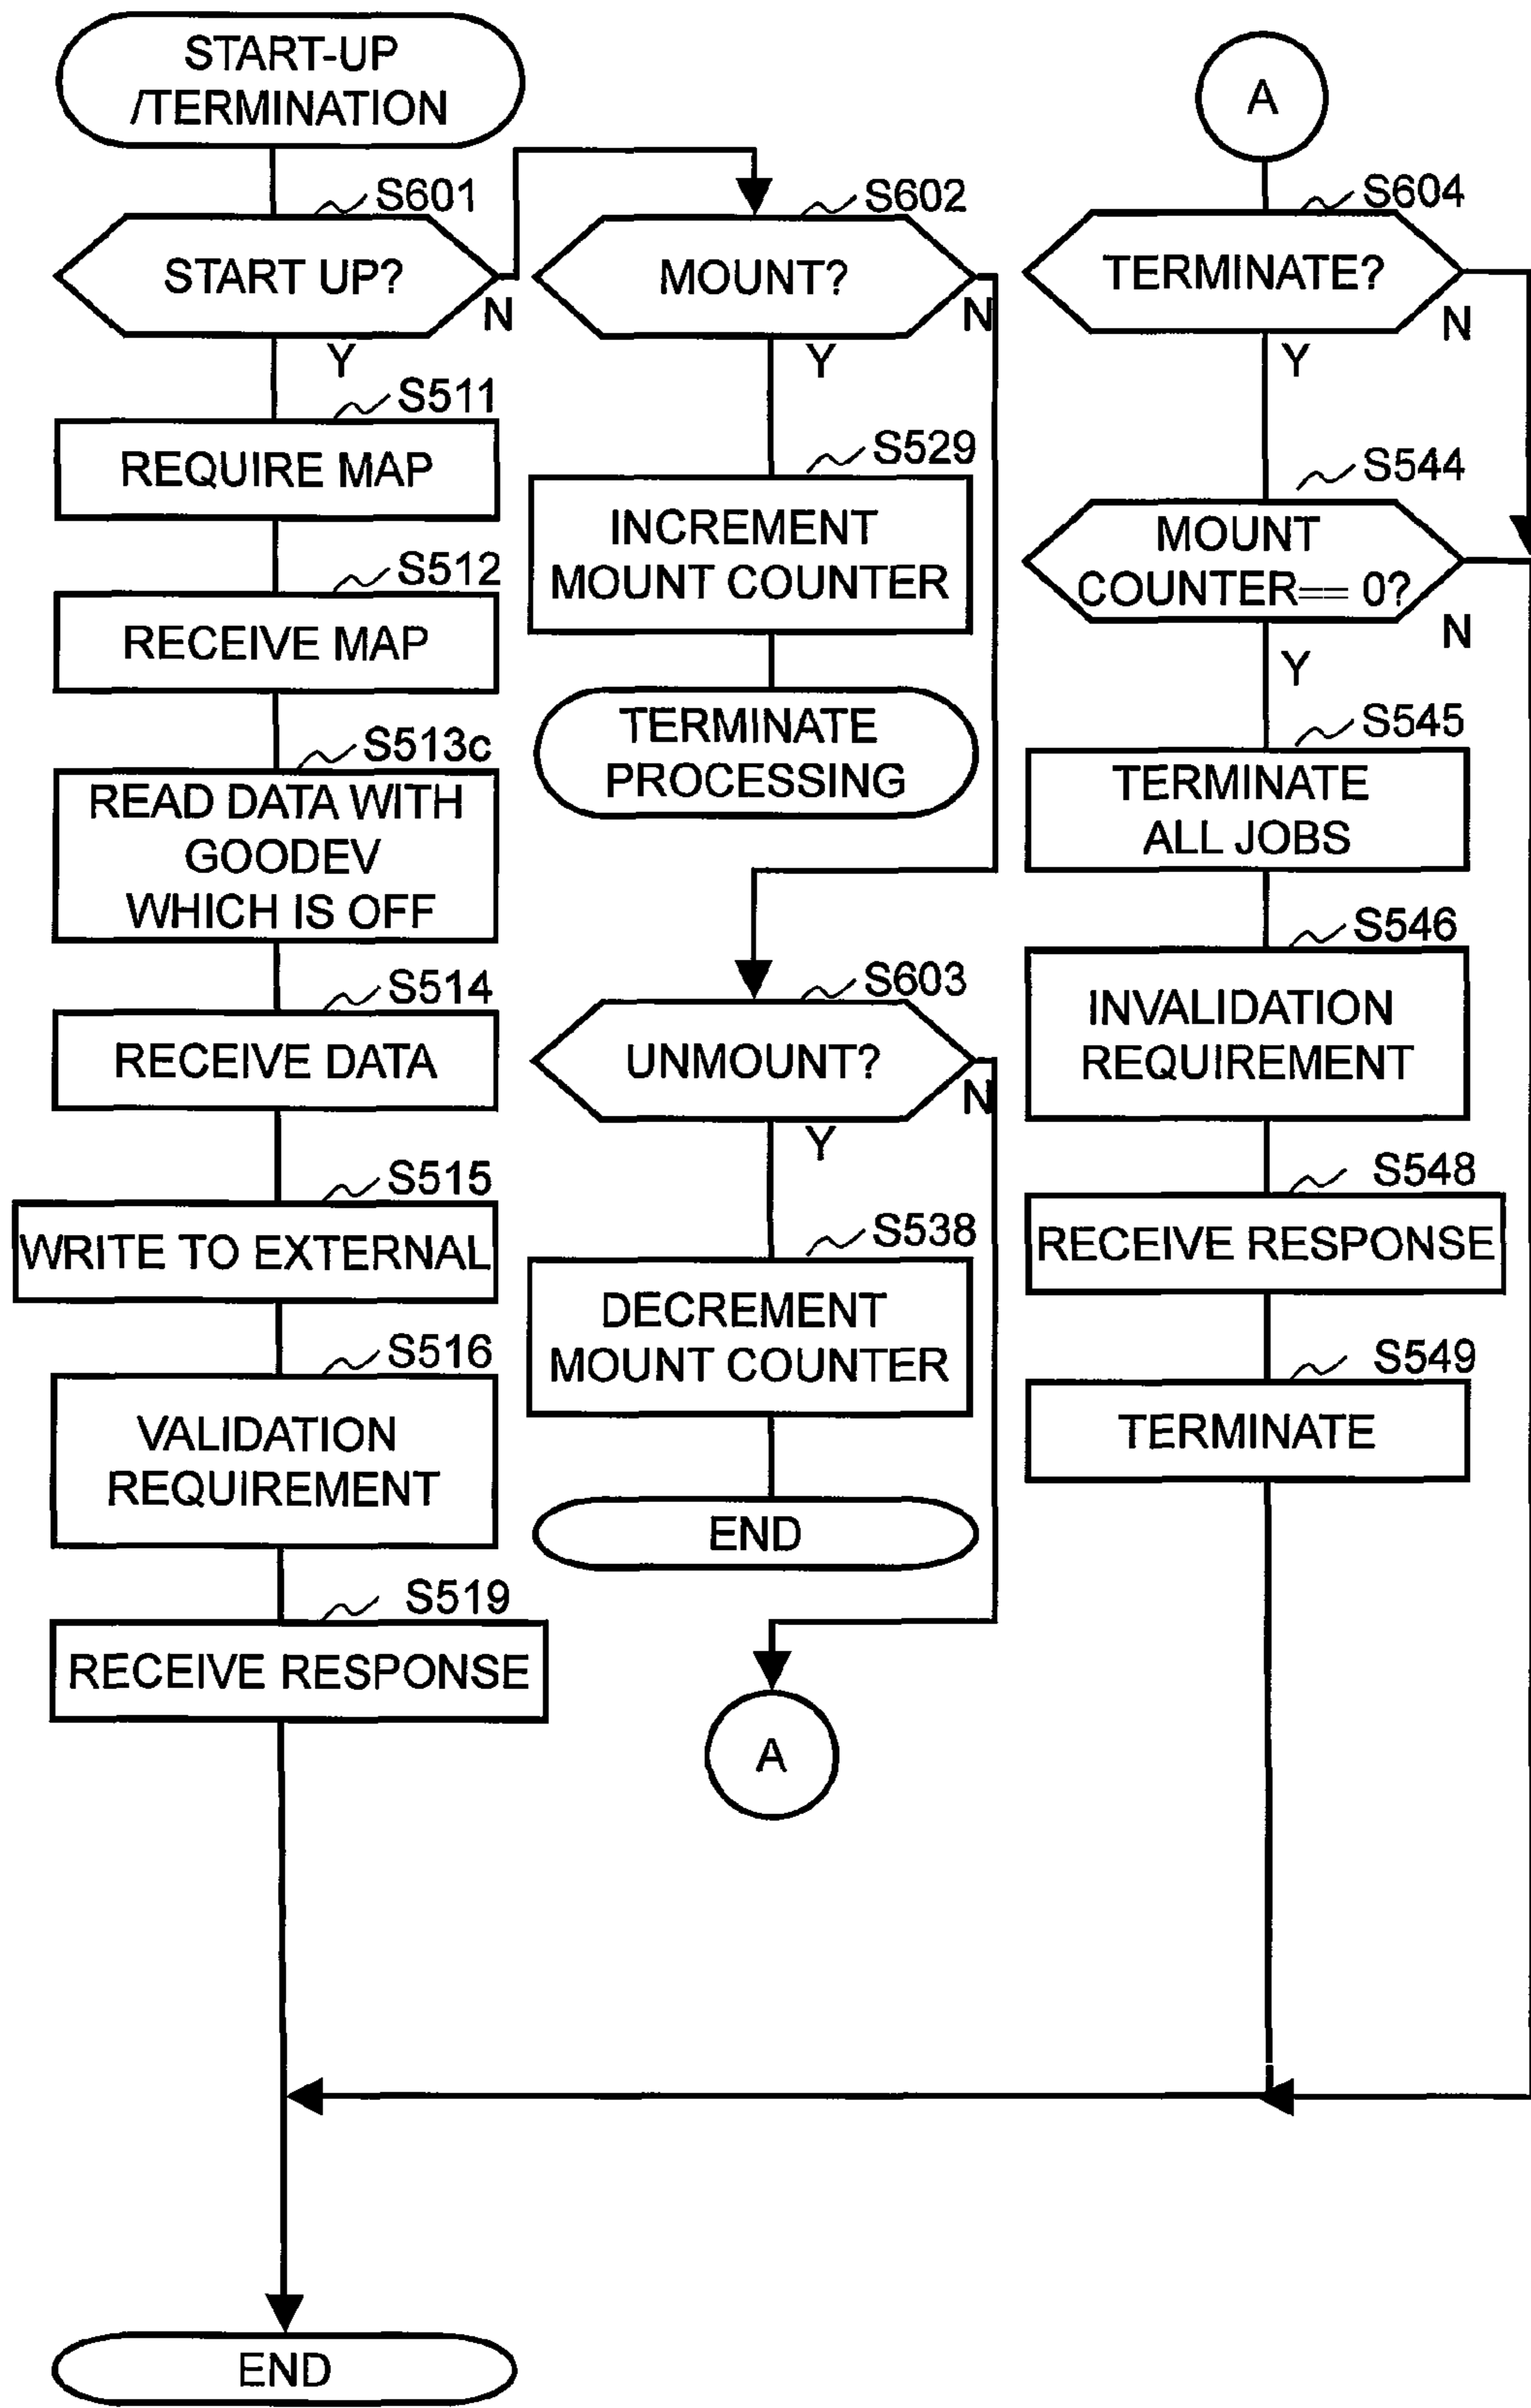 START-UP
/TERMINATION
S601
START UP?
N
Y
S511
REQUIRE MAP
S512
RECEIVE MAP
S513c
READ DATA WITH
GOODEV
WHICH IS OFF
S514
RECEIVE DATA
S515
WRITE TO EXTERNAL
S516
VALIDATION
REQUIREMENT
S519
RECEIVE RESPONSE
END
S602
MOUNT?
N
Y
S529
INCREMENT
MOUNT COUNTER
TERMINATE
PROCESSING
S603
UNMOUNT?
N
Y
S538
DECREMENT
MOUNT COUNTER
END
A
A
S604
TERMINATE?
N
Y
S544
MOUNT
COUNTER== 0?
N
Y
S545
TERMINATE
ALL JOBS
S546
INVALIDATION
REQUIREMENT
S548
RECEIVE RESPONSE
S549
TERMINATE